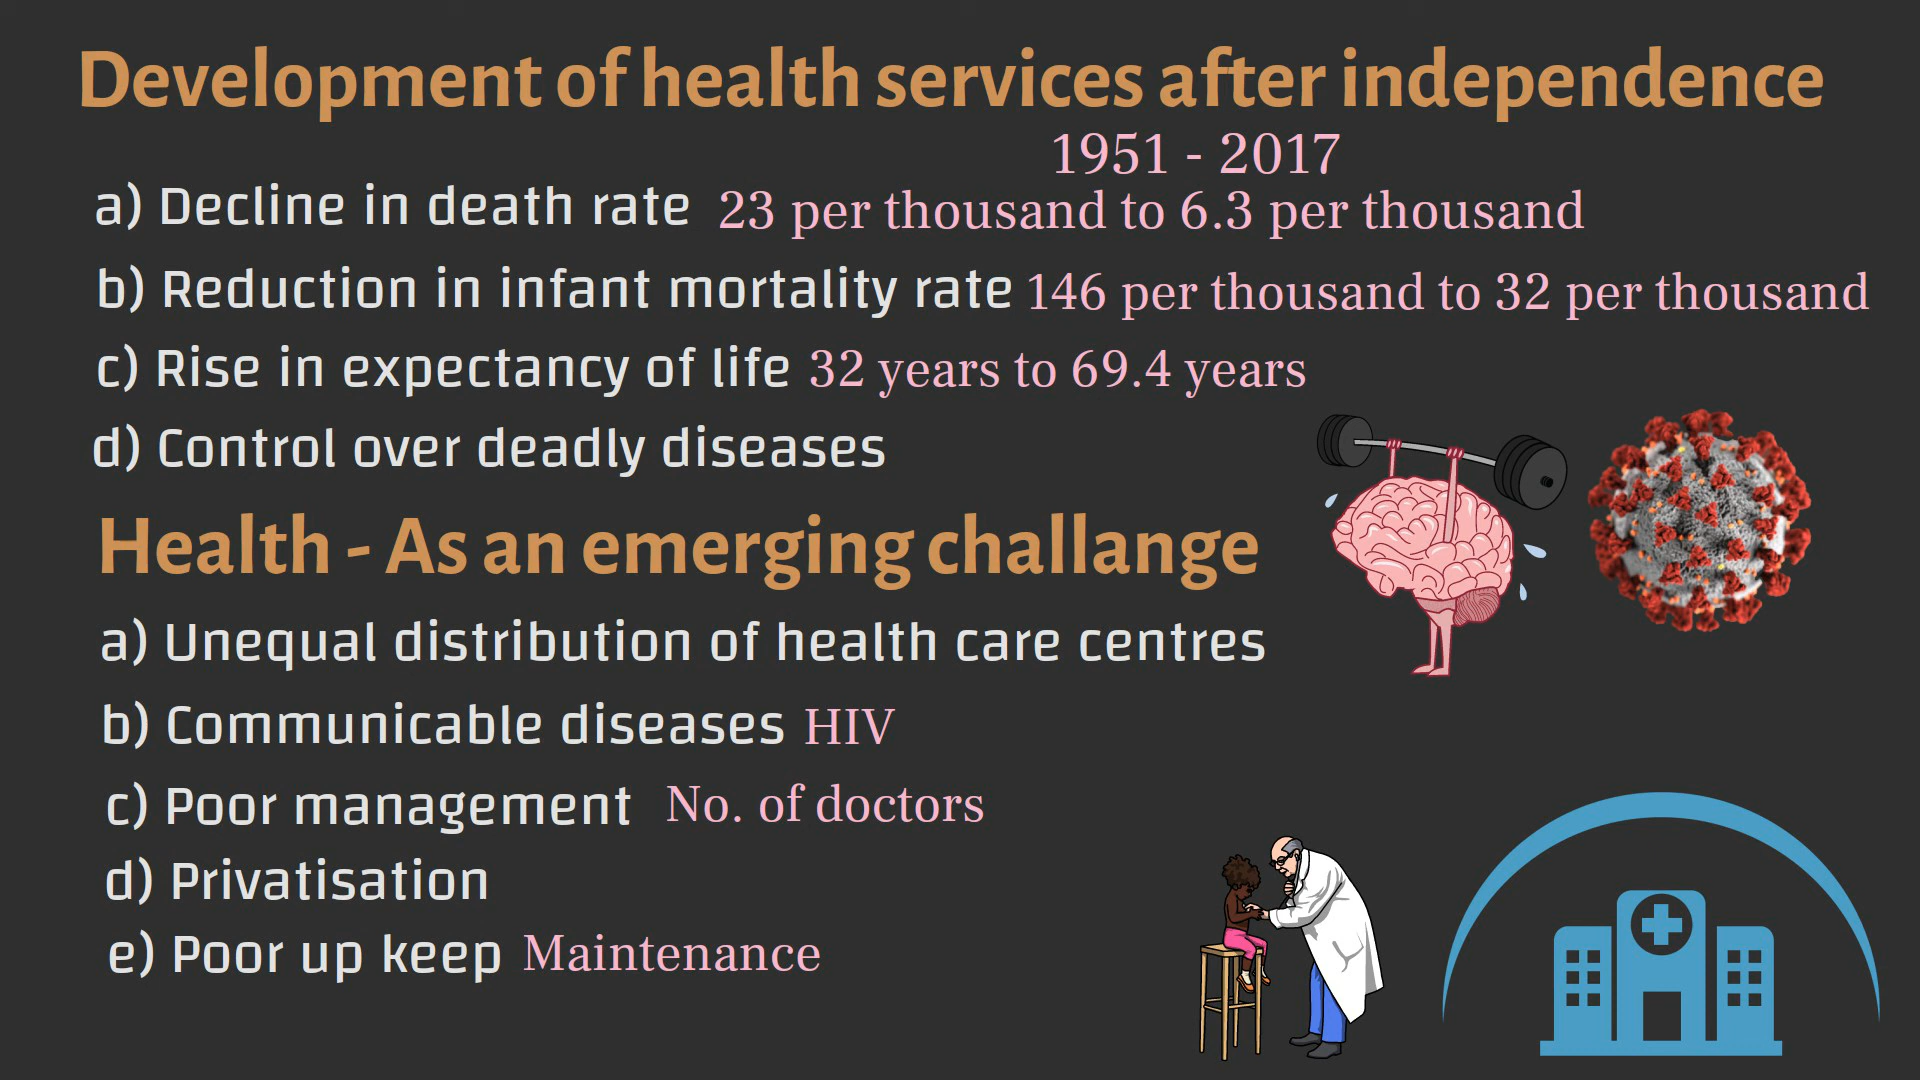 Development of health services after independence
1951 - 2017
a) Decline in death rate 23 per thousand to 6.3 per thousand
b) Reduction in infant mortality rate 146 per thousand to 32 per thousand
c) Rise in expectancy of life 32 years to 69.4 years
d) Control over deadly diseases
Health - As an emerging challange
a) Unequal distribution of health care centres
b) Communicable diseases HIV
c) Poor management No. of doctors
d) Privatisation
e) Poor up keep Maintenance